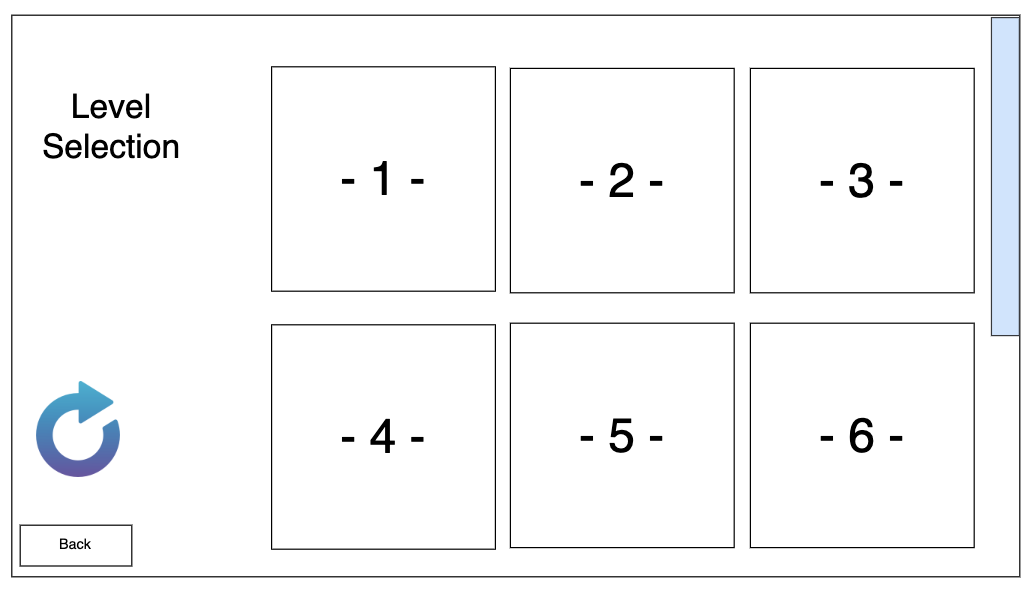 Level
Selection
- 1 -
- 2 -
- 3 -
- 4 -
- 5 -
- 6 -
Back